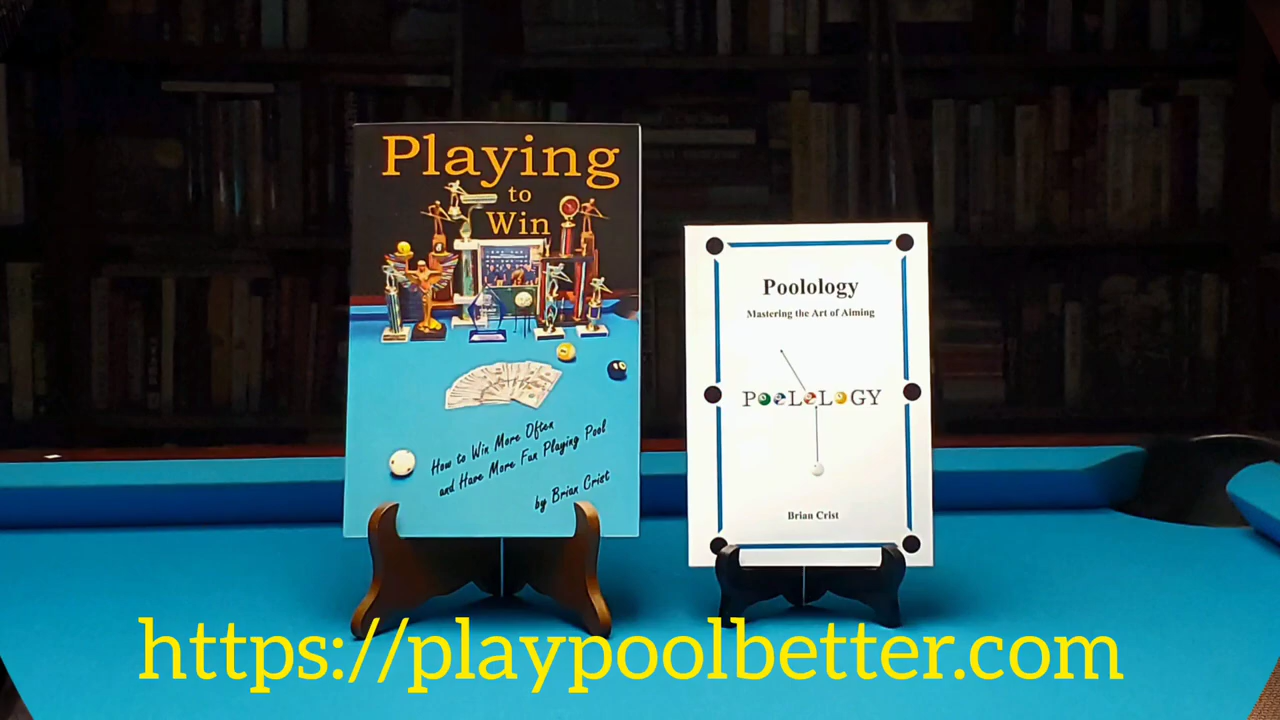 Playing
to
Win
How to Win More Often
and Have More Fun Playing Pool
by Brian Crist
Poolology
Mastering the Art of Aiming
POOLOLOGY
Brian Crist
https://playpoolbetter.com